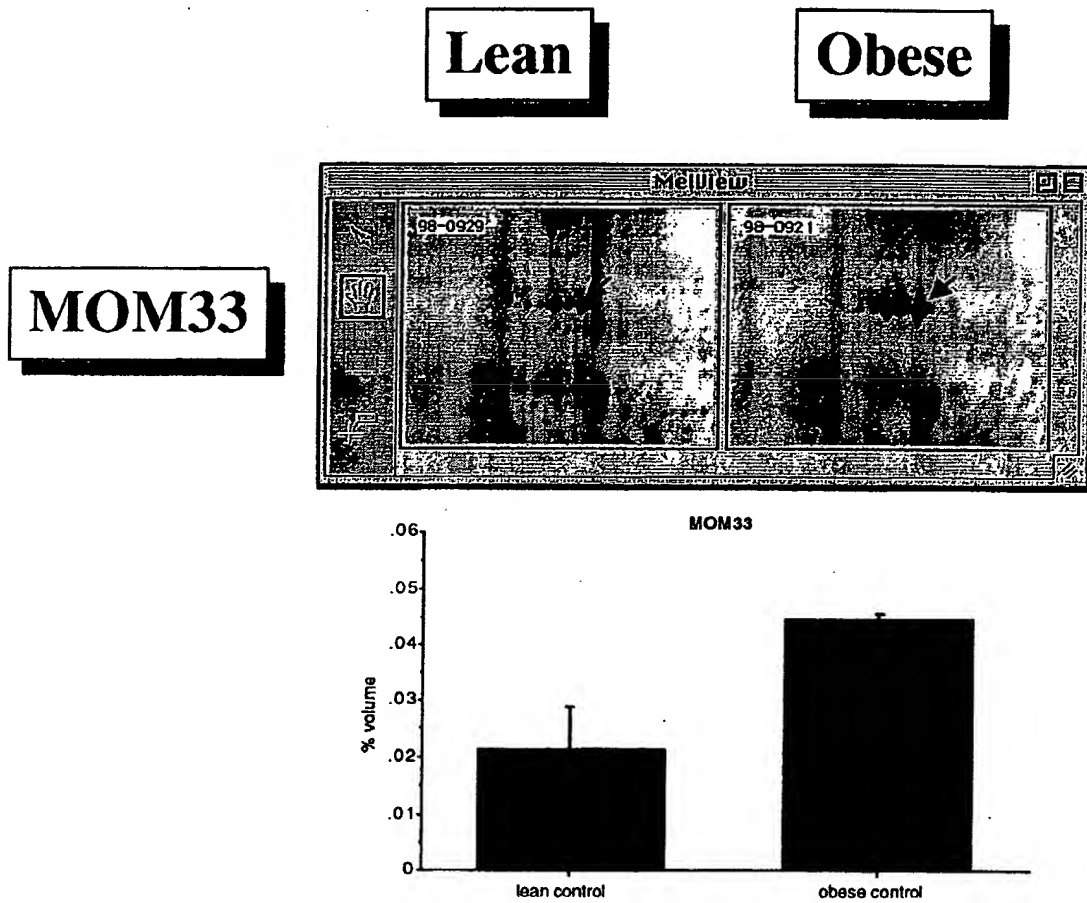 Lean
Obese
MelView
98-0929
98-0921
MOM33
MOM33
.06
.05
.04
.03
.02
.01
0
% volume
lean control
obese control